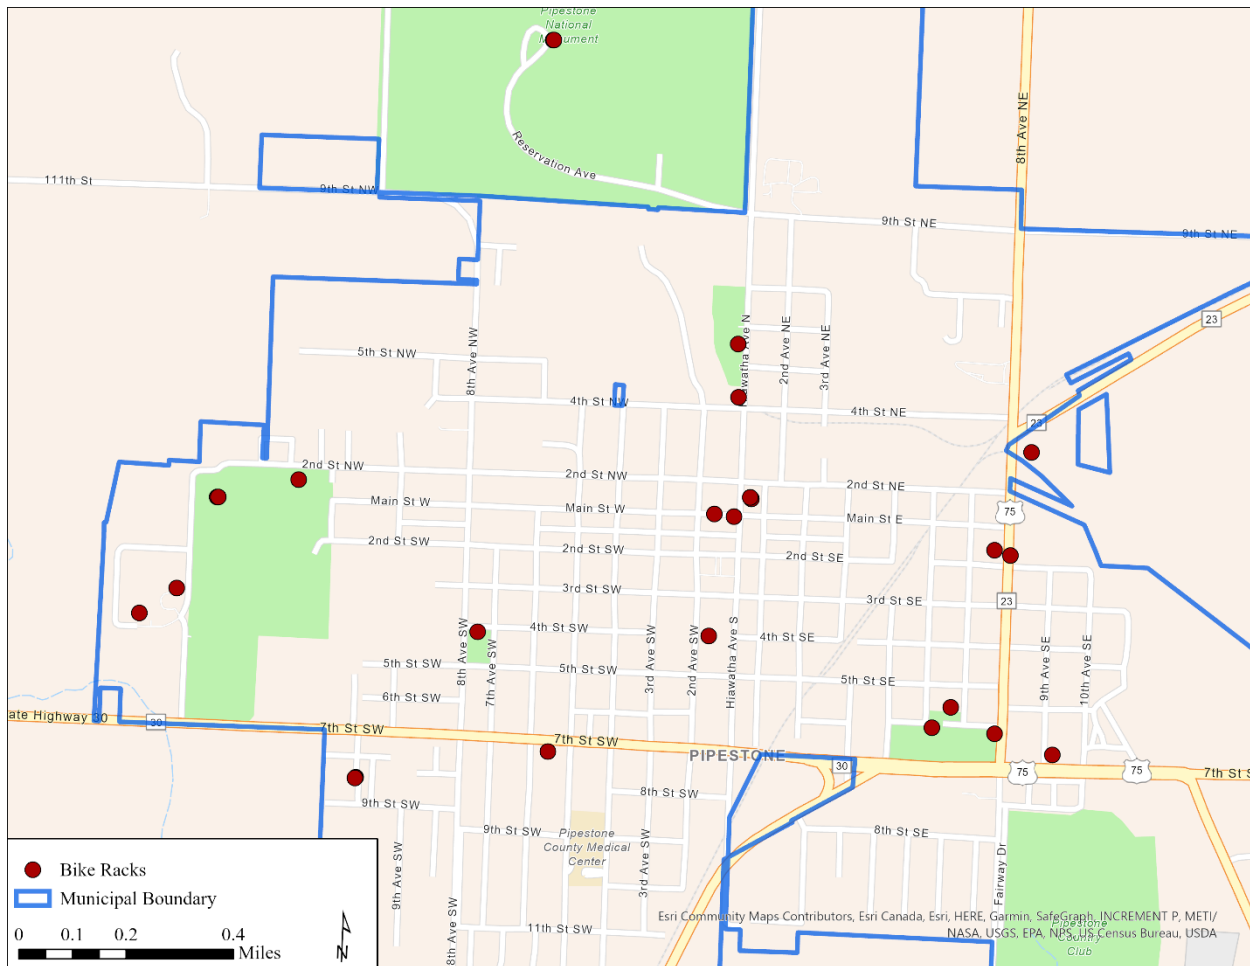 Pipestone
National
Monument
Reservation Ave
8th Ave NE
111th St
9th St NW
9th St NE
9th St NE
23
Hiawatha Ave N
2nd Ave NE
3rd Ave NE
8th Ave NW
5th St NW
4th St NW
4th St NE
23
2nd St NW
2nd St NW
2nd St NE
Main St W
Main St W
Main St E
75
2nd St SW
2nd St SW
2nd St SE
3rd St SW
3rd St SE
23
4th St SW
4th St SE
8th Ave SW
7th Ave SW
3rd Ave SW
2nd Ave SW
Hiawatha Ave S
9th Ave SE
10th Ave SE
5th St SW
5th St SW
5th St SE
6th St SW
ate Highway 30
30
7th St SW
7th St SW
PIPESTONE
30
75
75
7th St S
8th St SW
9th St SW
9th St SW
8th St SE
Pipestone
County Medical
Center
9th Ave SW
3rd Ave SW
Fairway Dr
8th Ave SW
11th St SW
Pipestone
Country
Club
Bike Racks
Municipal Boundary
0 0.1 0.2 0.4
Miles
N
Esri Community Maps Contributors, Esri Canada, Esri, HERE, Garmin, SafeGraph, INCREMENT P, METI/
NASA, USGS, EPA, NPS, US Census Bureau, USDA